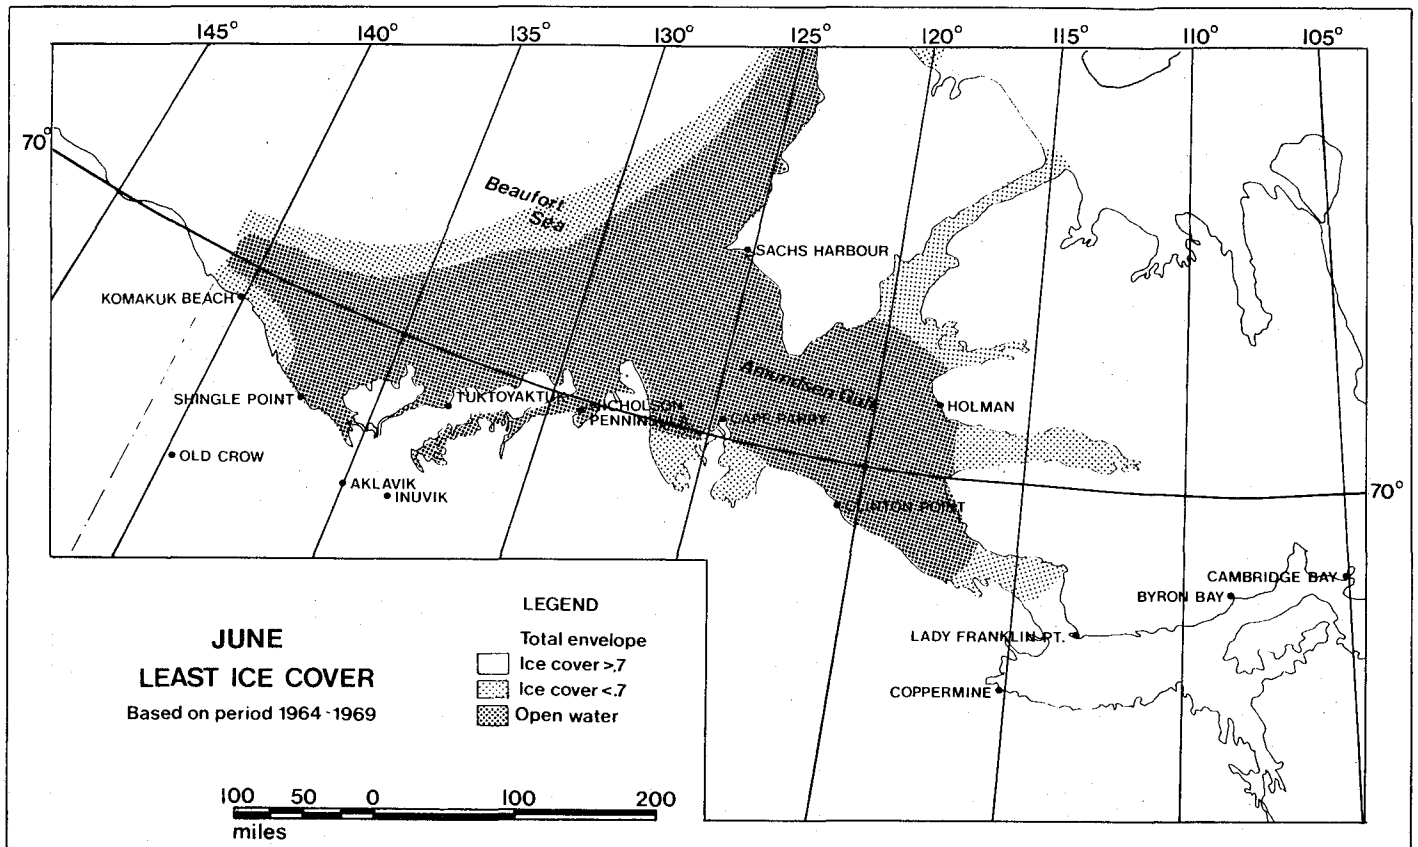 145° 140° 135° 130° 125° 120° 115° 110° 105°
70°
Beaufort
Sea
SACHS HARBOUR
KOMAKUK BEACH
Amundsen Gulf
SHINGLE POINT
TUKTOYAKTUK
NICHOLSON
PENNINSULA
CAPE PARRY
HOLMAN
OLD CROW
AKLAVIK
INUVIK
CLINTON POINT
70°
CAMBRIDGE BAY
BYRON BAY
LADY FRANKLIN PT.
COPPERMINE
JUNE
LEAST ICE COVER
Based on period 1964-1969
LEGEND
Total envelope
Ice cover >.7
Ice cover <.7
Open water
100 50 0 100 200
miles